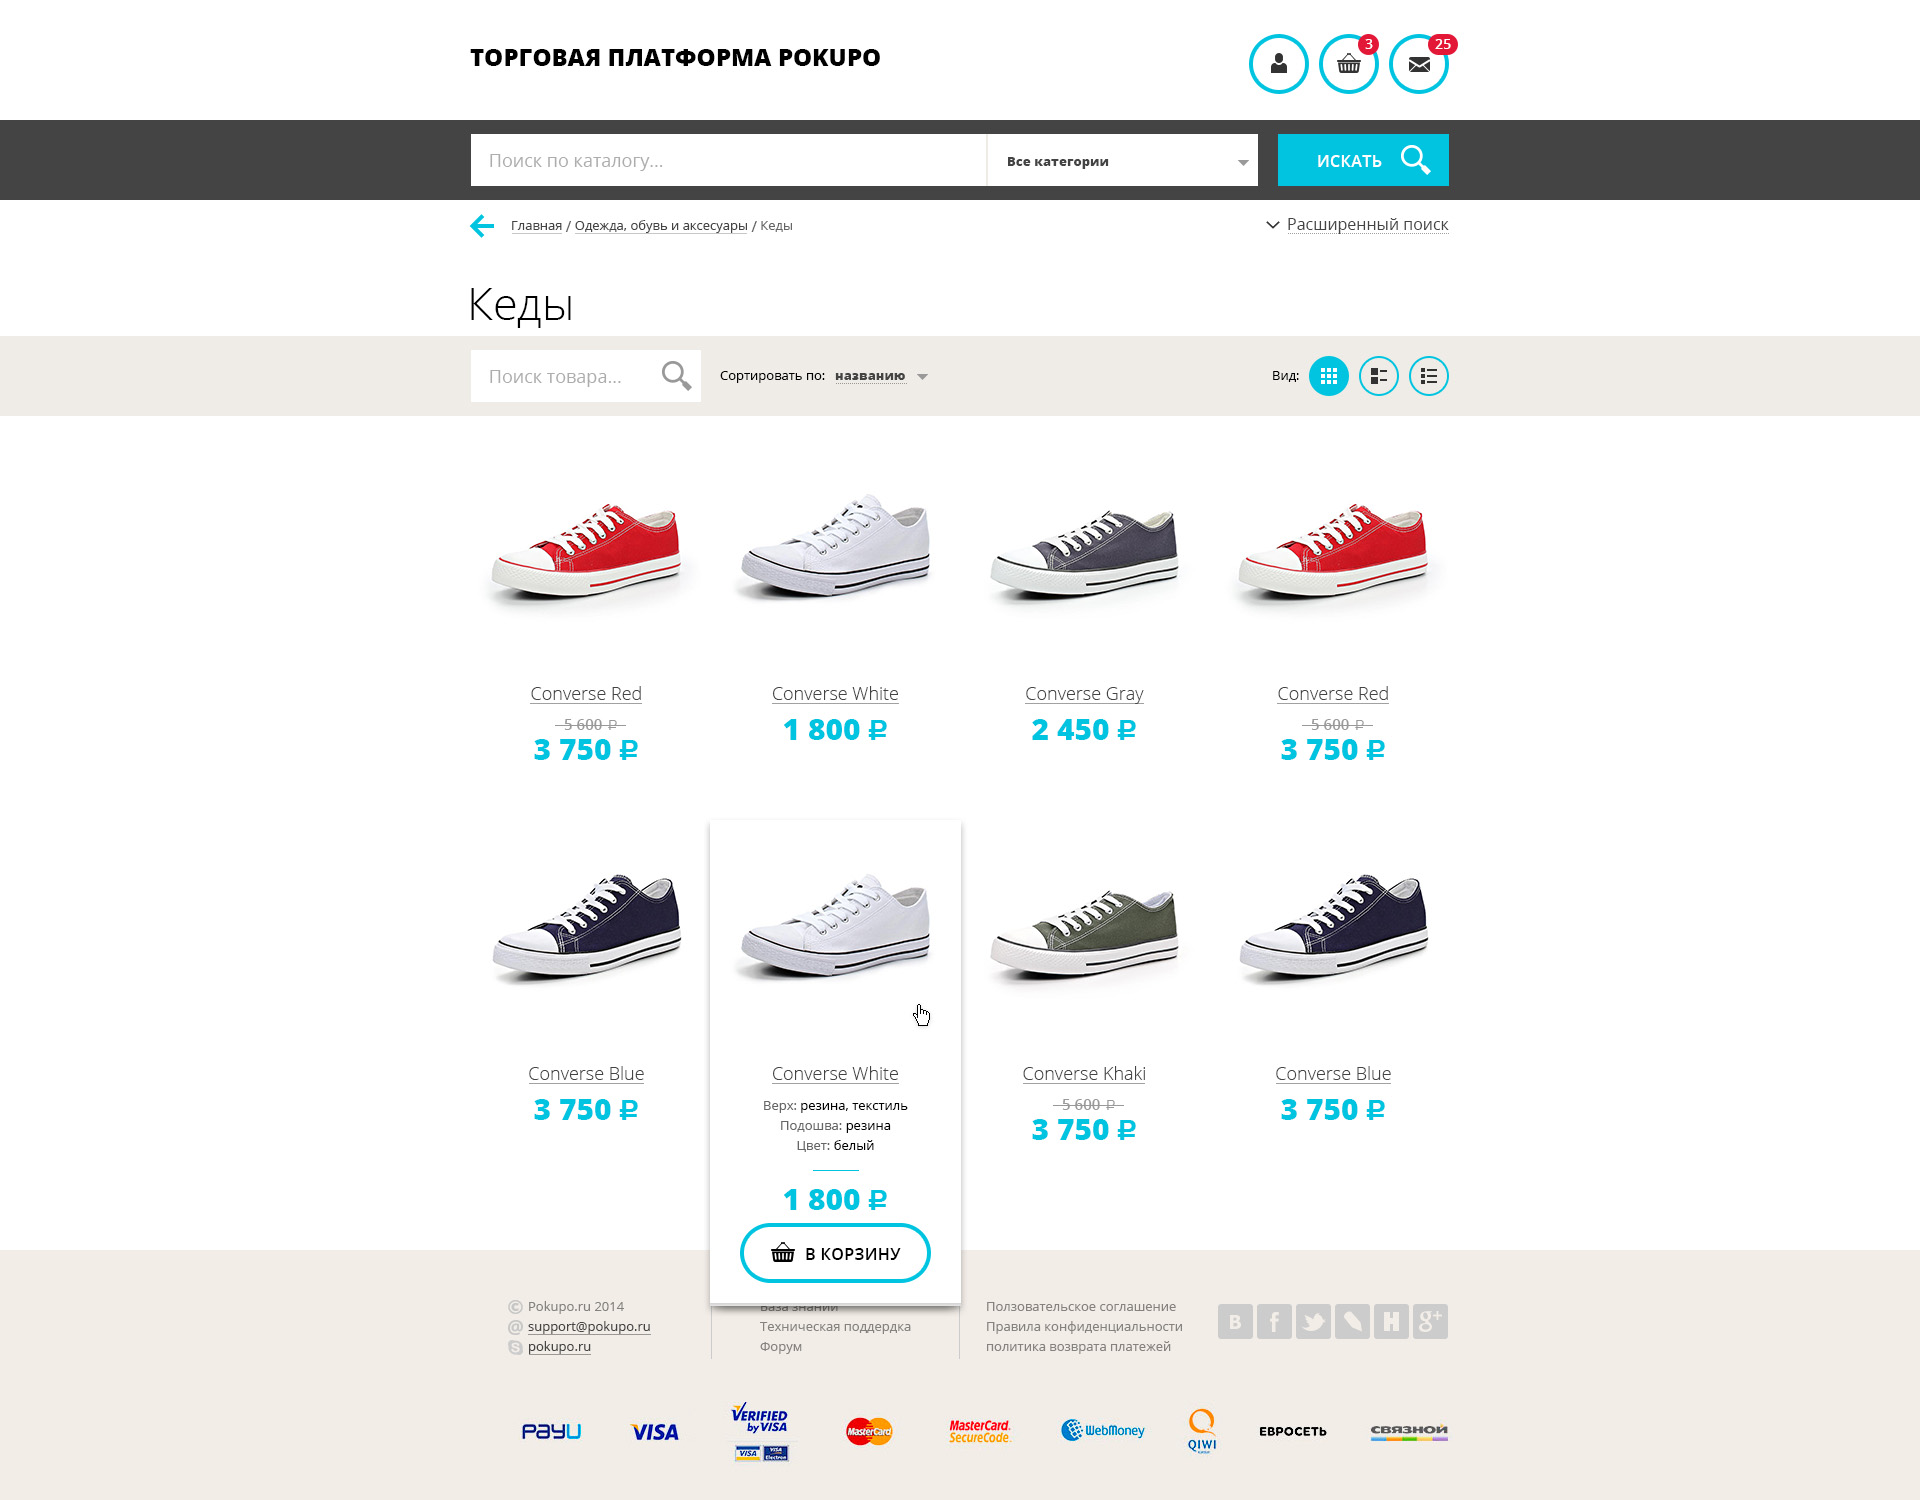 ТОРГОВАЯ ПЛАТФОРМА POKUPO
3
25
Поиск по каталогу...
Все категории
ИСКАТЬ
Главная / Одежда, обувь и аксесуары / Кеды
Расширенный поиск
Кеды
Поиск товара...
Сортировать по: названию
Вид:
Converse Red
Converse White
Converse Gray
Converse Red
5 600 ₽
1 800 ₽
2 450 ₽
5 600 ₽
3 750 ₽
3 750 ₽
Converse Blue
Converse White
Converse Khaki
Converse Blue
3 750 ₽
Верх: резина, текстиль
Подошва: резина
Цвет: белый
1 800 ₽
В КОРЗИНУ
5 600 ₽
3 750 ₽
3 750 ₽
© Pokupo.ru 2014
@ support@pokupo.ru
pokupo.ru
База знаний
Техническая поддердка
Форум
Ползовательское соглашение
Правила конфиденциальности
политика возврата платежей
B f H g+
PAYU
VISA
VERIFIED
by VISA
VISA
VISA
Electron
MasterCard
MasterCard.
SecureCode.
WebMoney
QIWI
ЕВРОСЕТЬ
СВЯЗНОЙ